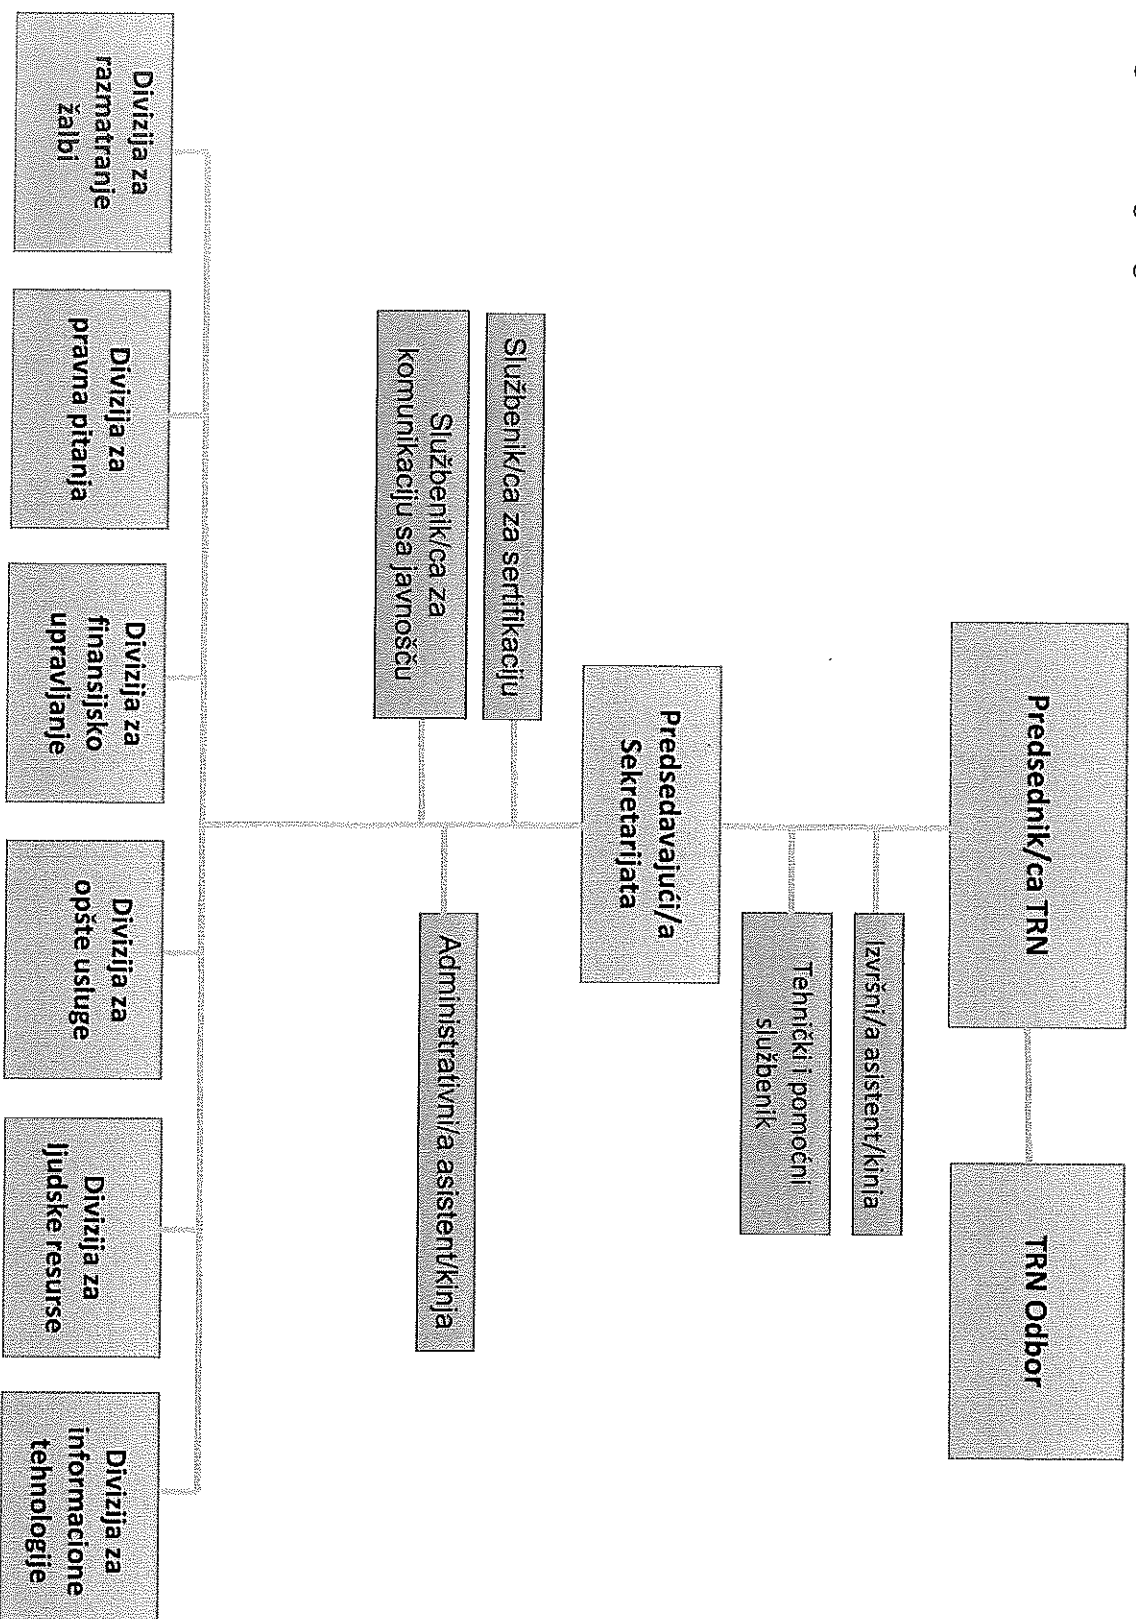 Predsednik/ca TRN
TRN Odbor
Izvršni/a asistent/kinja
Tehnički i pomoćni
službenik
Predsedavajući/a
Sekretarijata
Službenik/ca za sertifikaciju
Službenik/ca za
komunikaciju sa javnošču
Administrativni/a asistent/kinja
Divizija za
razmatranje
žalbi
Divizija za
pravna pitanja
Divizija za
finansijsko
upravljanje
Divizija za
opšte usluge
Divizija za
ljudske resurse
Divizija za
informacione
tehnologije